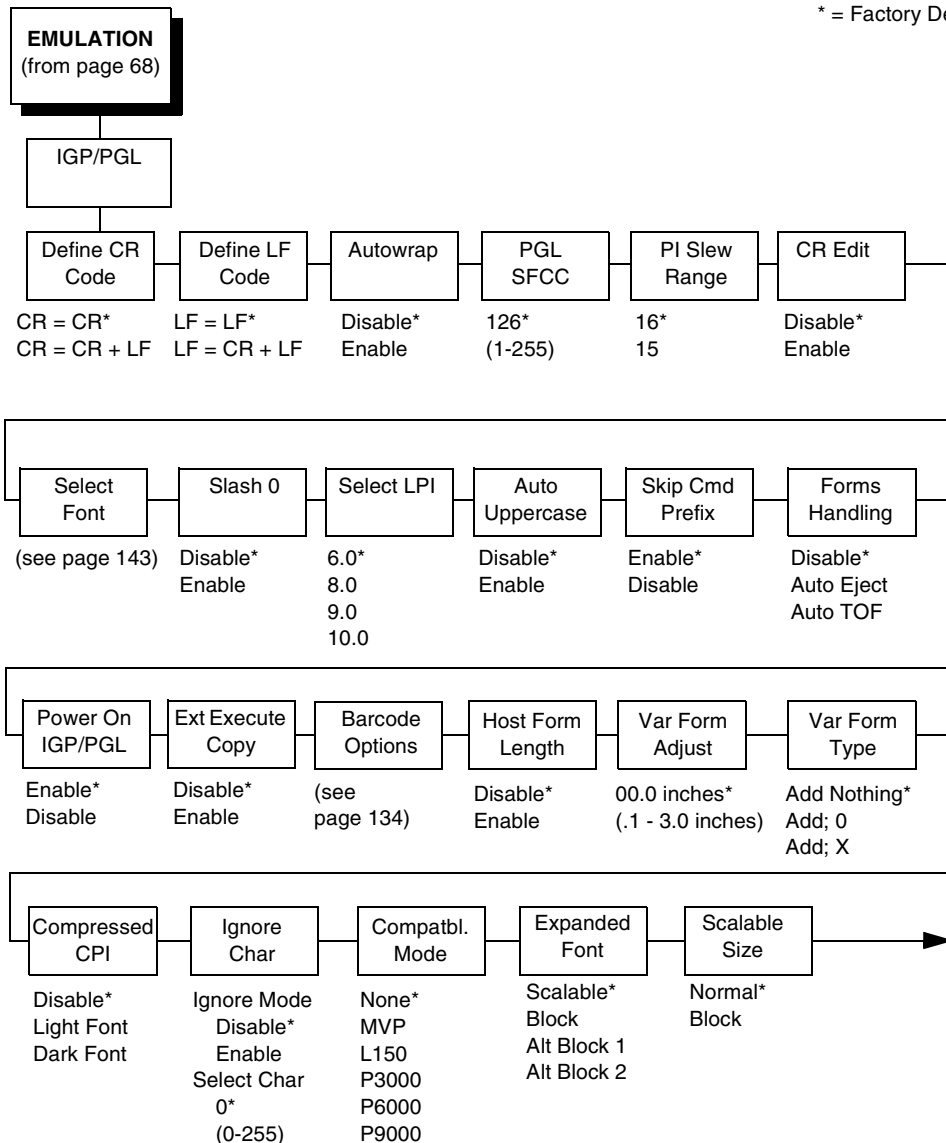 * = Factory De
EMULATION
(from page 68)
IGP/PGL
Define CR
Code
CR = CR*
CR = CR + LF
Define LF
Code
LF = LF*
LF = CR + LF
Autowrap
Disable*
Enable
PGL
SFCC
126*
(1-255)
PI Slew
Range
16*
15
CR Edit
Disable*
Enable
Select
Font
(see page 143)
Slash 0
Disable*
Enable
Select LPI
6.0*
8.0
9.0
10.0
Auto
Uppercase
Disable*
Enable
Skip Cmd
Prefix
Enable*
Disable
Forms
Handling
Disable*
Auto Eject
Auto TOF
Power On
IGP/PGL
Enable*
Disable
Ext Execute
Copy
Disable*
Enable
Barcode
Options
(see
page 134)
Host Form
Length
Disable*
Enable
Var Form
Adjust
00.0 inches*
(.1 - 3.0 inches)
Var Form
Type
Add Nothing*
Add; 0
Add; X
Compressed
CPI
Disable*
Light Font
Dark Font
Ignore
Char
Ignore Mode
Disable*
Enable
Select Char
0*
(0-255)
Compatbl.
Mode
None*
MVP
L150
P3000
P6000
P9000
Expanded
Font
Scalable*
Block
Alt Block 1
Alt Block 2
Scalable
Size
Normal*
Block